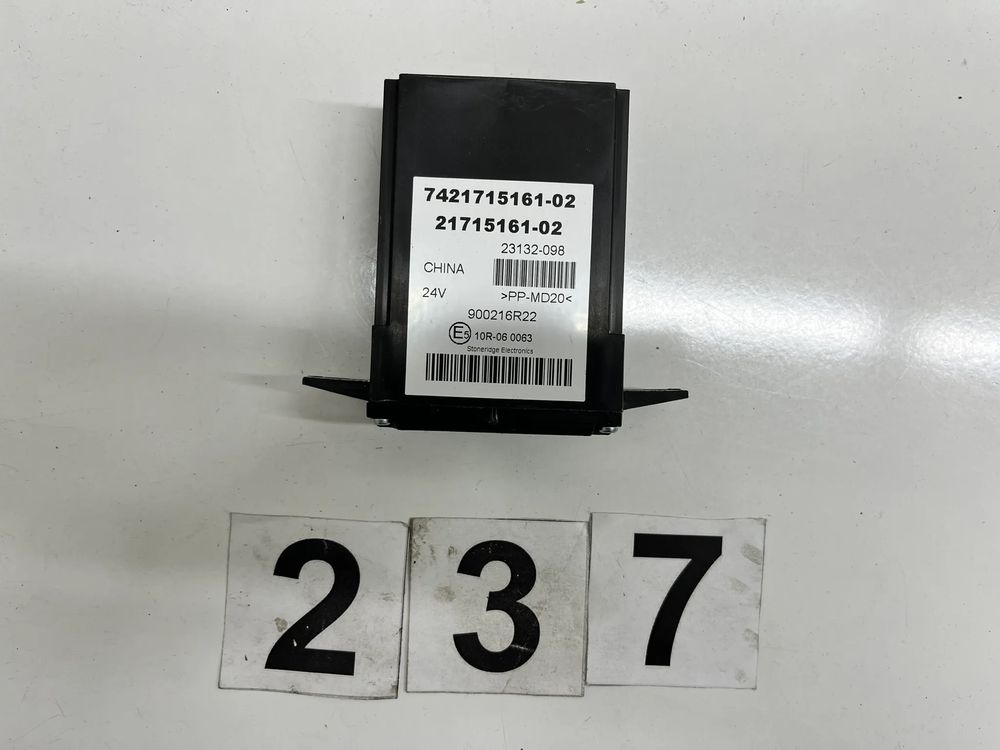 7421715161-02
21715161-02
23132-098
CHINA
24V >PP-MD20<
900216R22
E5 10R-06 0063
Stoneridge Electronics
2 3 7